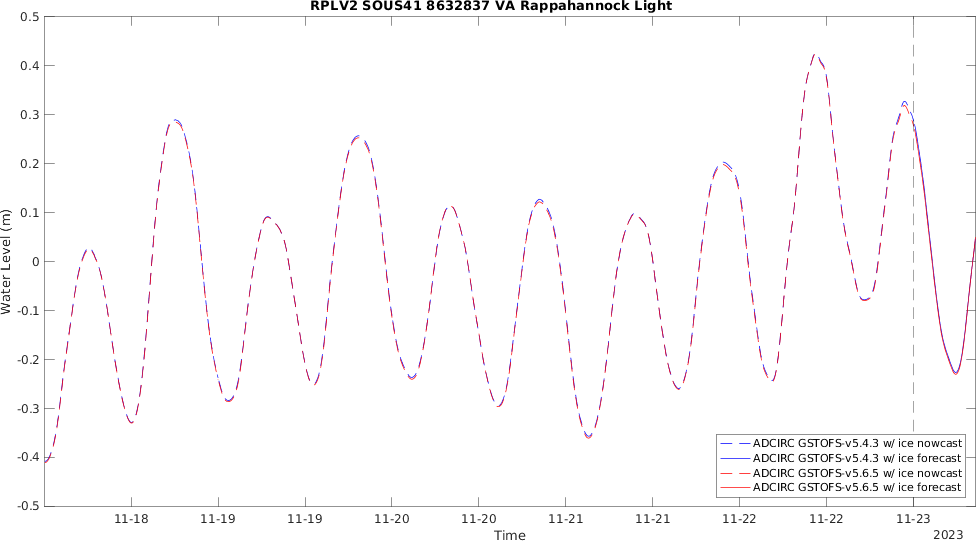 RPLV2 SOUS41 8632837 VA Rappahannock Light
0.5
0.4
0.3
0.2
0.1
0
-0.1
-0.2
-0.3
-0.4
-0.5
Water Level (m)
ADCIRC GSTOFS-v5.4.3 w/ ice nowcast
ADCIRC GSTOFS-v5.4.3 w/ ice forecast
ADCIRC GSTOFS-v5.6.5 w/ ice nowcast
ADCIRC GSTOFS-v5.6.5 w/ ice forecast
11-18 11-19 11-19 11-20 11-20 11-21 11-21 11-22 11-22 11-23
Time
2023